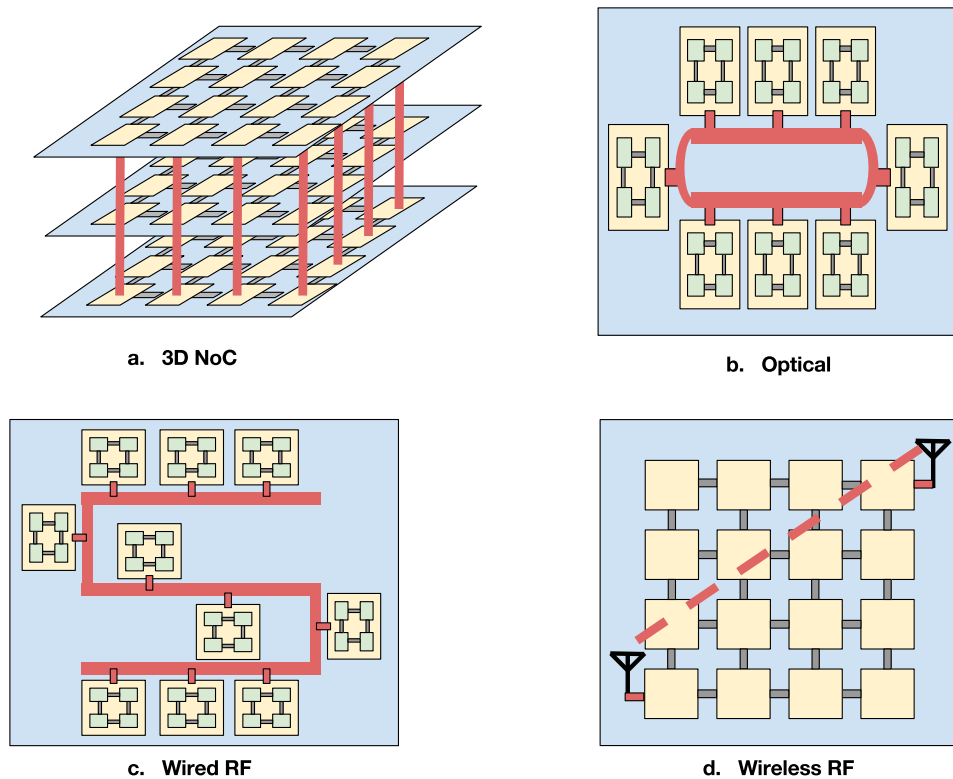 a. 3D NoC
b. Optical
c. Wired RF
d. Wireless RF